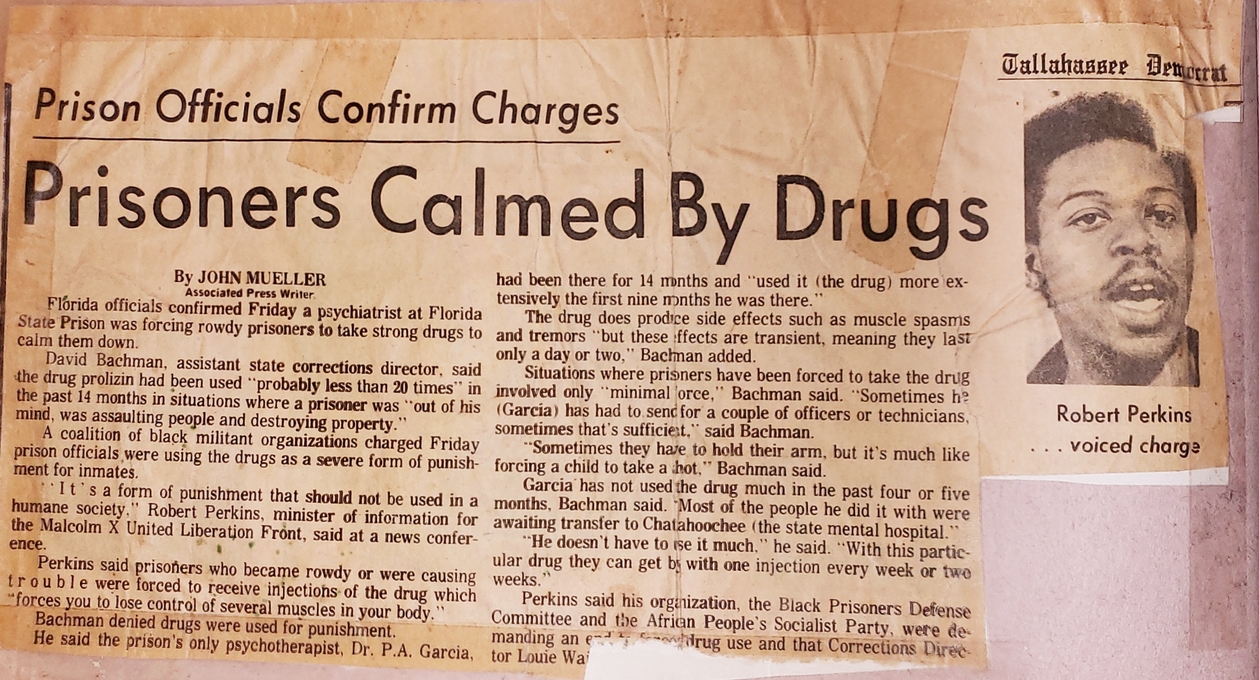 Tallahassee Democrat
Prison Officials Confirm Charges
Prisoners Calmed By Drugs
By JOHN MUELLER
Associated Press Writer
Florida officials confirmed Friday a psychiatrist at Florida
State Prison was forcing rowdy prisoners to take strong drugs to
calm them down.
David Bachman, assistant state corrections director, said
the drug prolizin had been used "probably less than 20 times" in
the past 14 months in situations where a prisoner was "out of his
mind, was assaulting people and destroying property."
A coalition of black militant organizations charged Friday
prison officials were using the drugs as a severe form of punish-
ment for inmates.
"It's a form of punishment that should not be used in a
humane society," Robert Perkins, minister of information for
the Malcolm X United Liberation Front, said at a news confer-
ence.
Perkins said prisoners who became rowdy or were causing
trouble were forced to receive injections of the drug which
"forces you to lose control of several muscles in your body."
Bachman denied drugs were used for punishment.
He said the prison's only psychotherapist, Dr. P.A. Garcia,
had been there for 14 months and "used it (the drug) more ex-
tensively the first nine months he was there."
The drug does produce side effects such as muscle spasms
and tremors "but these effects are transient, meaning they last
only a day or two," Bachman added.
Situations where prisoners have been forced to take the drug
involved only "minimal force," Bachman said. "Sometimes he
(Garcia) has had to send for a couple of officers or technicians,
sometimes that's sufficient," said Bachman.
"Sometimes they have to hold their arm, but it's much like
forcing a child to take a shot," Bachman said.
Garcia has not used the drug much in the past four or five
months, Bachman said. "Most of the people he did it with were
awaiting transfer to Chatahoochee (the state mental hospital."
"He doesn't have to use it much," he said. "With this partic-
ular drug they can get by with one injection every week or two
weeks."
Perkins said his organization, the Black Prisoners Defense
Committee and the African People's Socialist Party, were de-
manding an drug use and that Corrections Direc-
tor Louie
Robert Perkins
... voiced charge